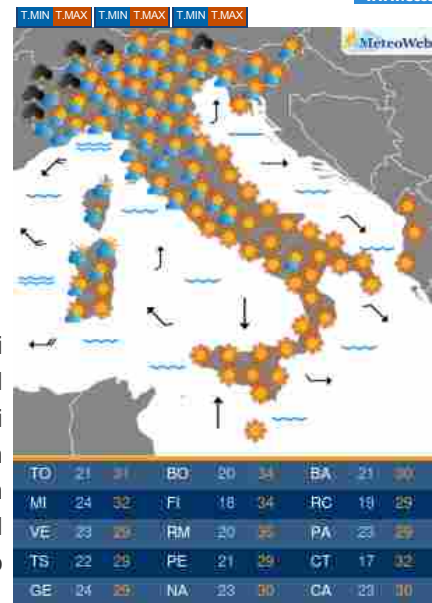 T.MIN T.MAX T.MIN T.MAX T.MIN T.MAX
MeteoWeb
TO 21 31 BO 20 34 BA 21 30
MI 24 32 FI 18 34 RC 19 29
VE 23 29 RM 20 35 PA 23 29
TS 22 29 PE 21 29 CT 17 32
GE 24 29 NA 23 30 CA 23 30